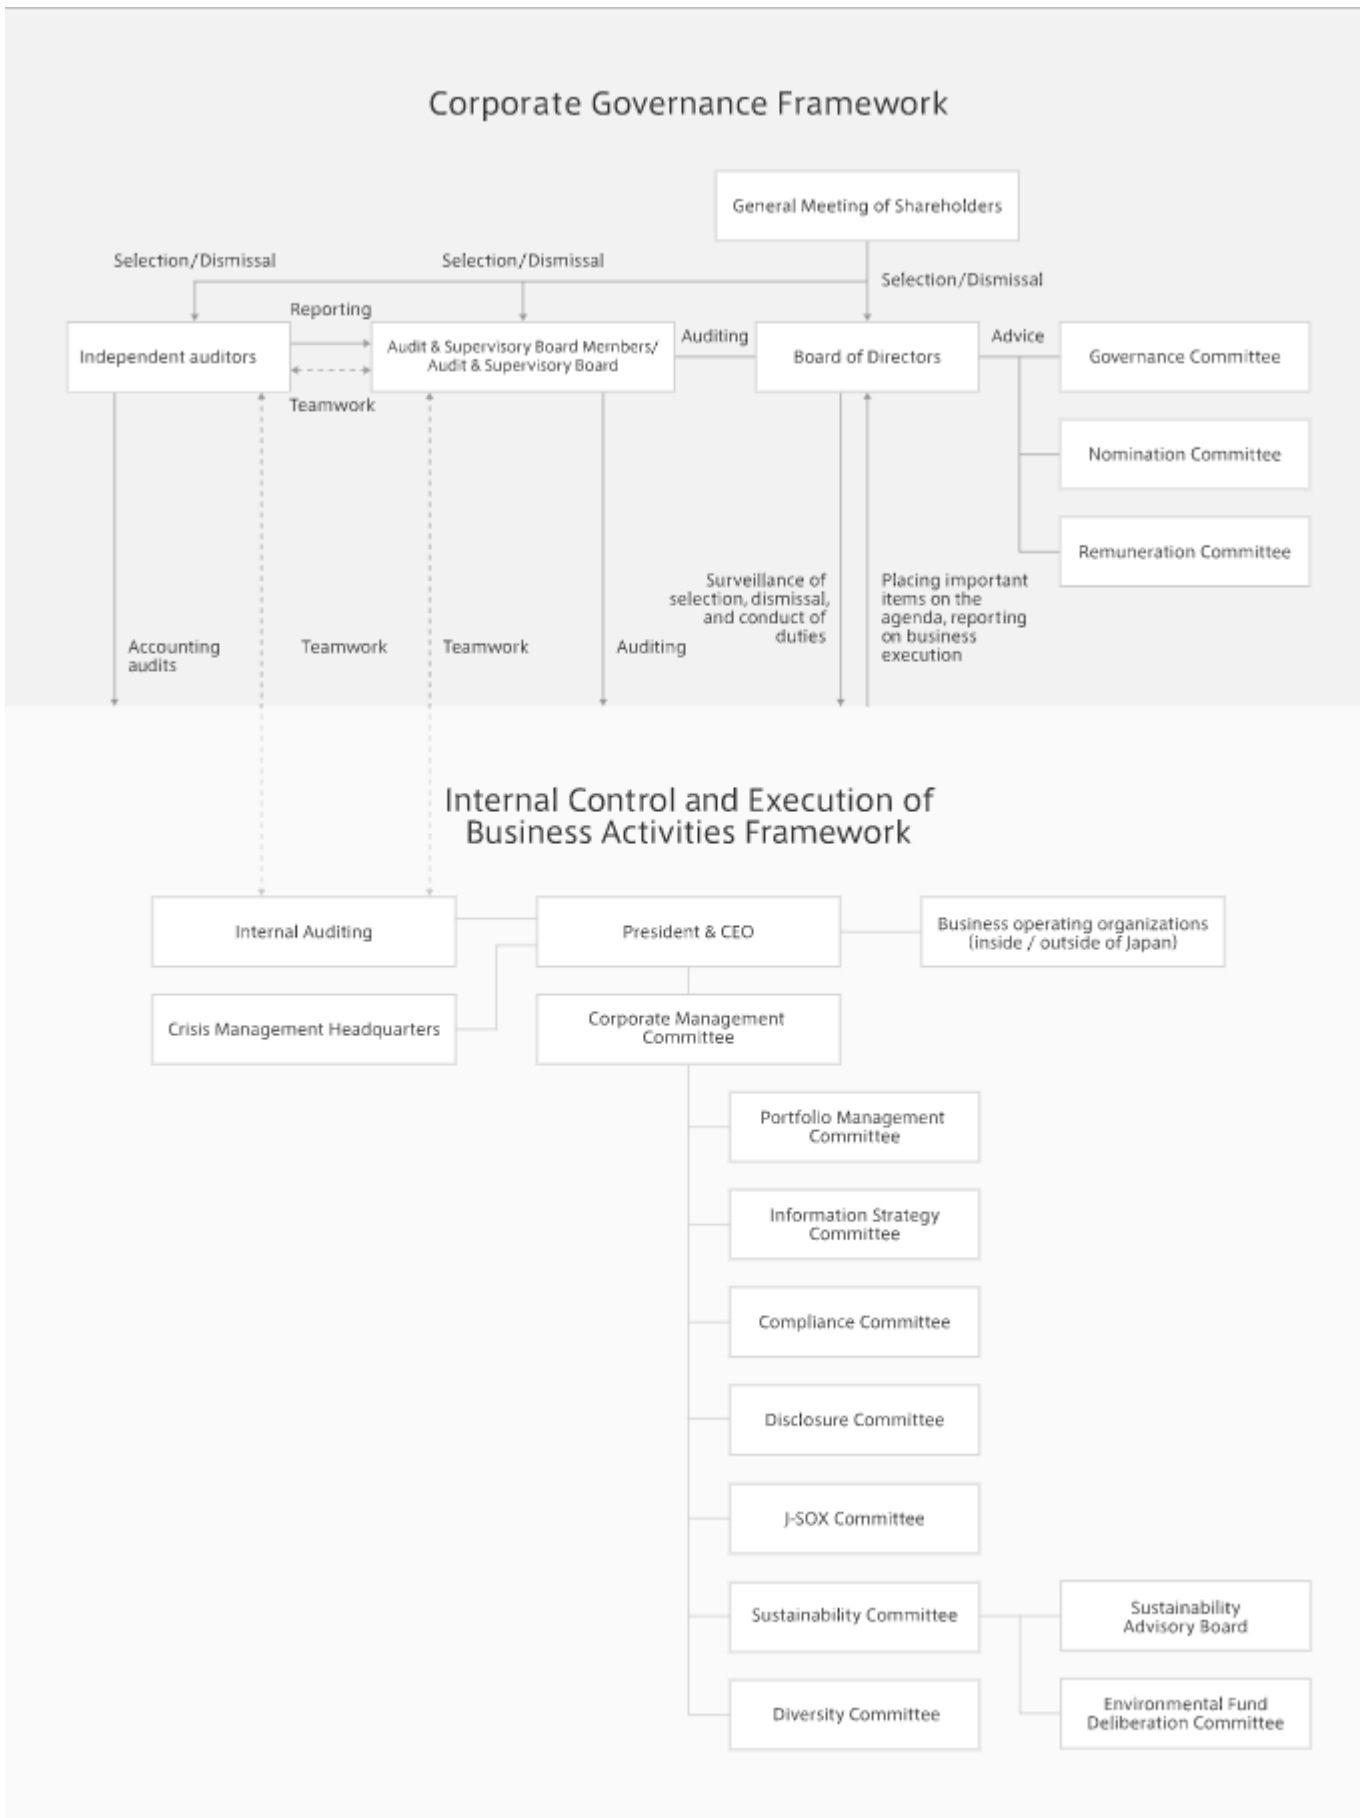 Corporate Governance Framework
General Meeting of Shareholders
Selection/Dismissal
Selection/Dismissal
Selection/Dismissal
Reporting
Independent auditors
Audit & Supervisory Board Members/
Audit & Supervisory Board
Auditing
Board of Directors
Advice
Governance Committee
Teamwork
Nomination Committee
Remuneration Committee
Accounting
audits
Teamwork
Teamwork
Auditing
Surveillance of
selection, dismissal,
and conduct of
duties
Placing important
items on the
agenda, reporting
on business
execution
Internal Control and Execution of
Business Activities Framework
Internal Auditing
President & CEO
Business operating organizations
(inside / outside of Japan)
Crisis Management Headquarters
Corporate Management
Committee
Portfolio Management
Committee
Information Strategy
Committee
Compliance Committee
Disclosure Committee
J-SOX Committee
Sustainability Committee
Sustainability
Advisory Board
Diversity Committee
Environmental Fund
Deliberation Committee